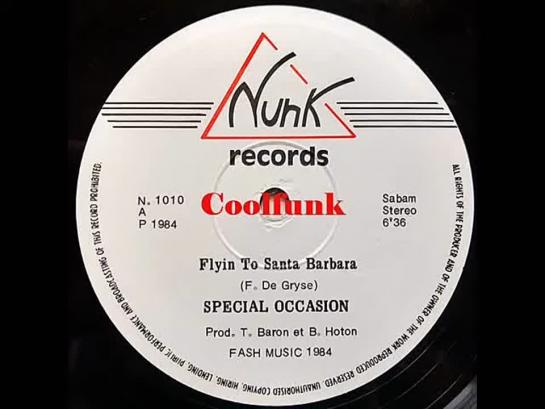 Nunk
records
N. 1010
A
P 1984
Coolfunk
Sabam
Stereo
6'36
Flyin To Santa Barbara
(F. De Gryse)
SPECIAL OCCASION
Prod. T. Baron et B. Hoton
FASH MUSIC 1984
ALL RIGHTS OF THE PRODUCER AND OF THE OWNER OF THE WORK REPRODUCED RESERVED. UNAUTHORISED COPYING, HIRING, LENDING, PUBLIC PERFORMANCE AND BROADCASTING OF THIS RECORD PROHIBITED.